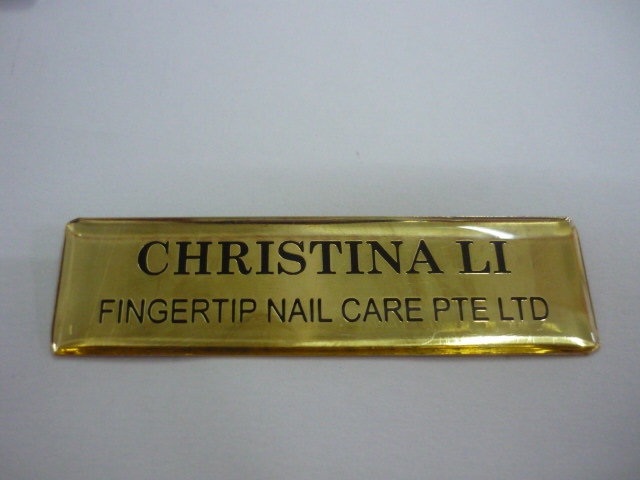 CHRISTINA LI
FINGERTIP NAIL CARE PTE LTD